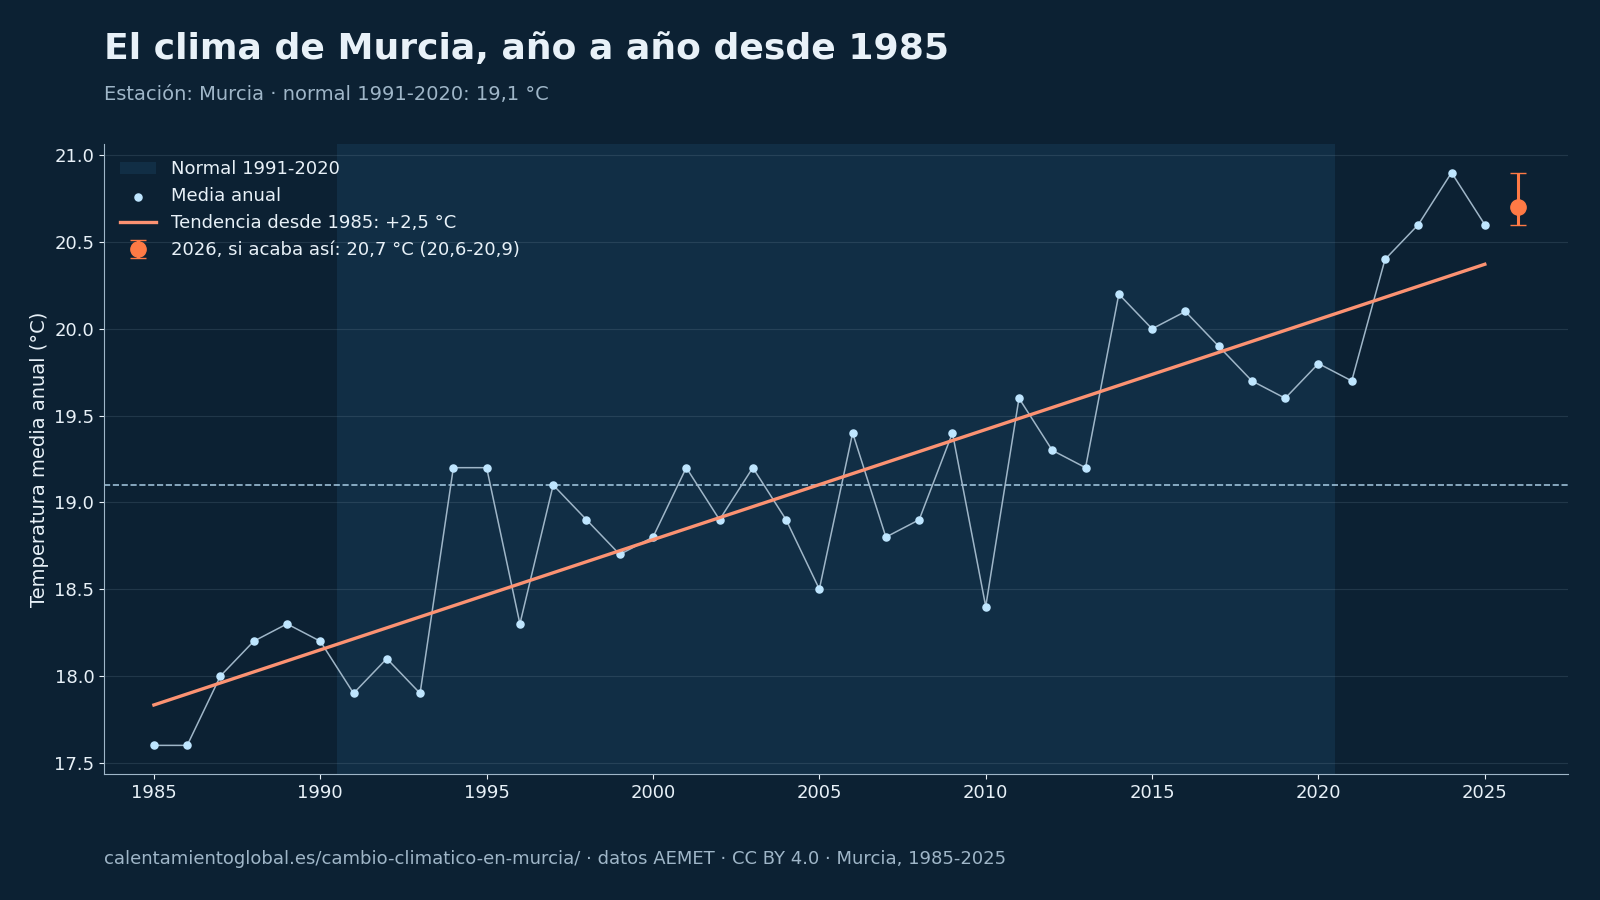 El clima de Murcia, año a año desde 1985
Estación: Murcia · normal 1991-2020: 19,1 °C
Normal 1991-2020
Media anual
Tendencia desde 1985: +2,5 °C
2026, si acaba así: 20,7 °C (20,6-20,9)
Temperatura media anual (°C)
21.0
20.5
20.0
19.5
19.0
18.5
18.0
17.5
1985 1990 1995 2000 2005 2010 2015 2020 2025
calentamientoglobal.es/cambio-climatico-en-murcia/ · datos AEMET · CC BY 4.0 · Murcia, 1985-2025